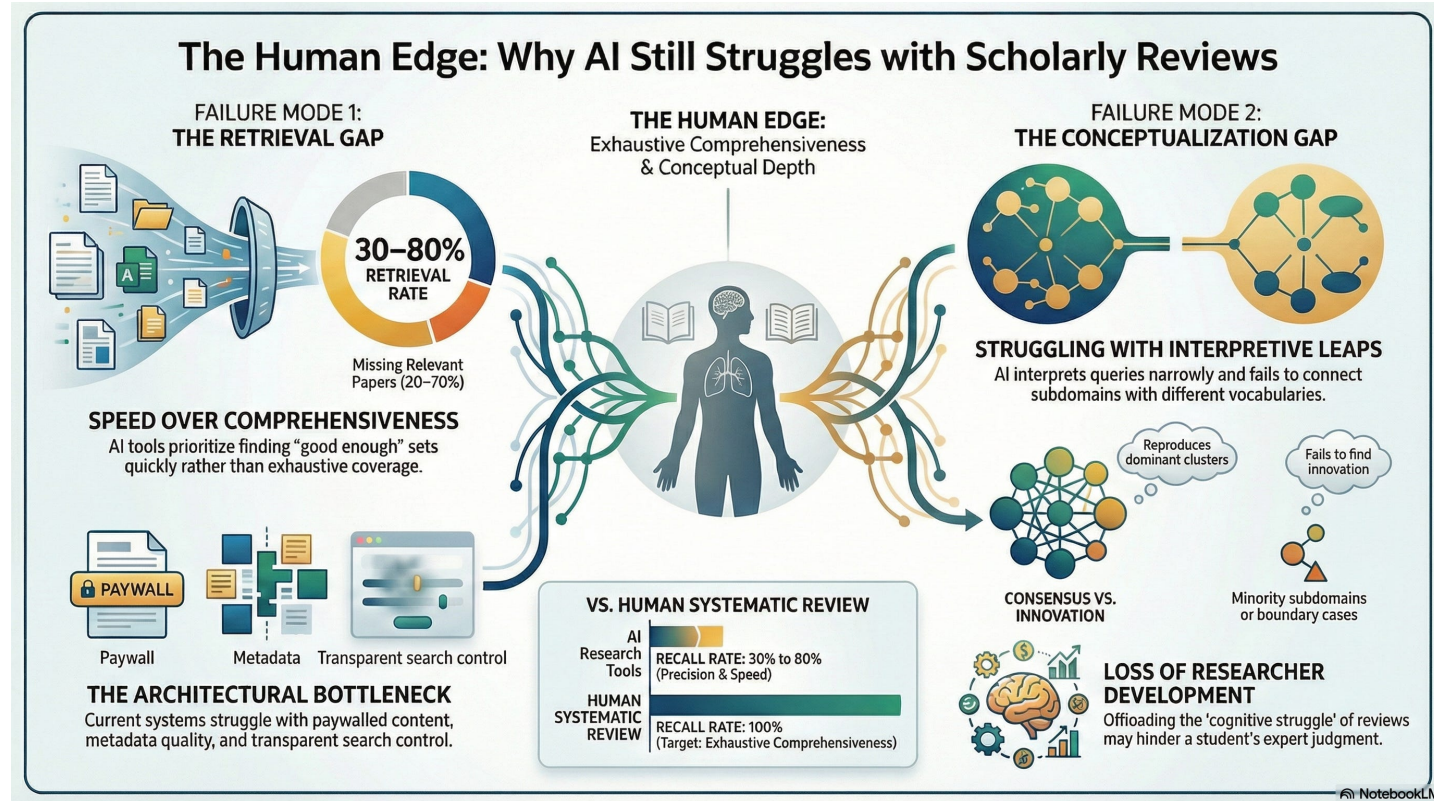 The Human Edge: Why AI Still Struggles with Scholarly Reviews
FAILURE MODE 1:
THE RETRIEVAL GAP
30–80%
RETRIEVAL
RATE
Missing Relevant
Papers (20–70%)
A
SPEED OVER COMPREHENSIVENESS
AI tools prioritize finding “good enough” sets
quickly rather than exhaustive coverage.
PAYWALL
Paywall
Metadata
Transparent search control
THE ARCHITECTURAL BOTTLENECK
Current systems struggle with paywalled content,
metadata quality, and transparent search control.
THE HUMAN EDGE:
Exhaustive Comprehensiveness
& Conceptual Depth
VS. HUMAN SYSTEMATIC REVIEW
AI
Research
Tools
RECALL RATE: 30% to 80%
(Precision & Speed)
HUMAN
SYSTEMATIC
REVIEW
RECALL RATE: 100%
(Target: Exhaustive Comprehensiveness)
FAILURE MODE 2:
THE CONCEPTUALIZATION GAP
STRUGGLING WITH INTERPRETIVE LEAPS
AI interprets queries narrowly and fails to connect
subdomains with different vocabularies.
Reproduces
dominant clusters
Fails to find
innovation
CONSENSUS VS.
INNOVATION
Minority subdomains
or boundary cases
$
LOSS OF RESEARCHER
DEVELOPMENT
Offioading the 'cognitive struggle' of reviews
may hinder a student's expert judgment.
NotebookLM